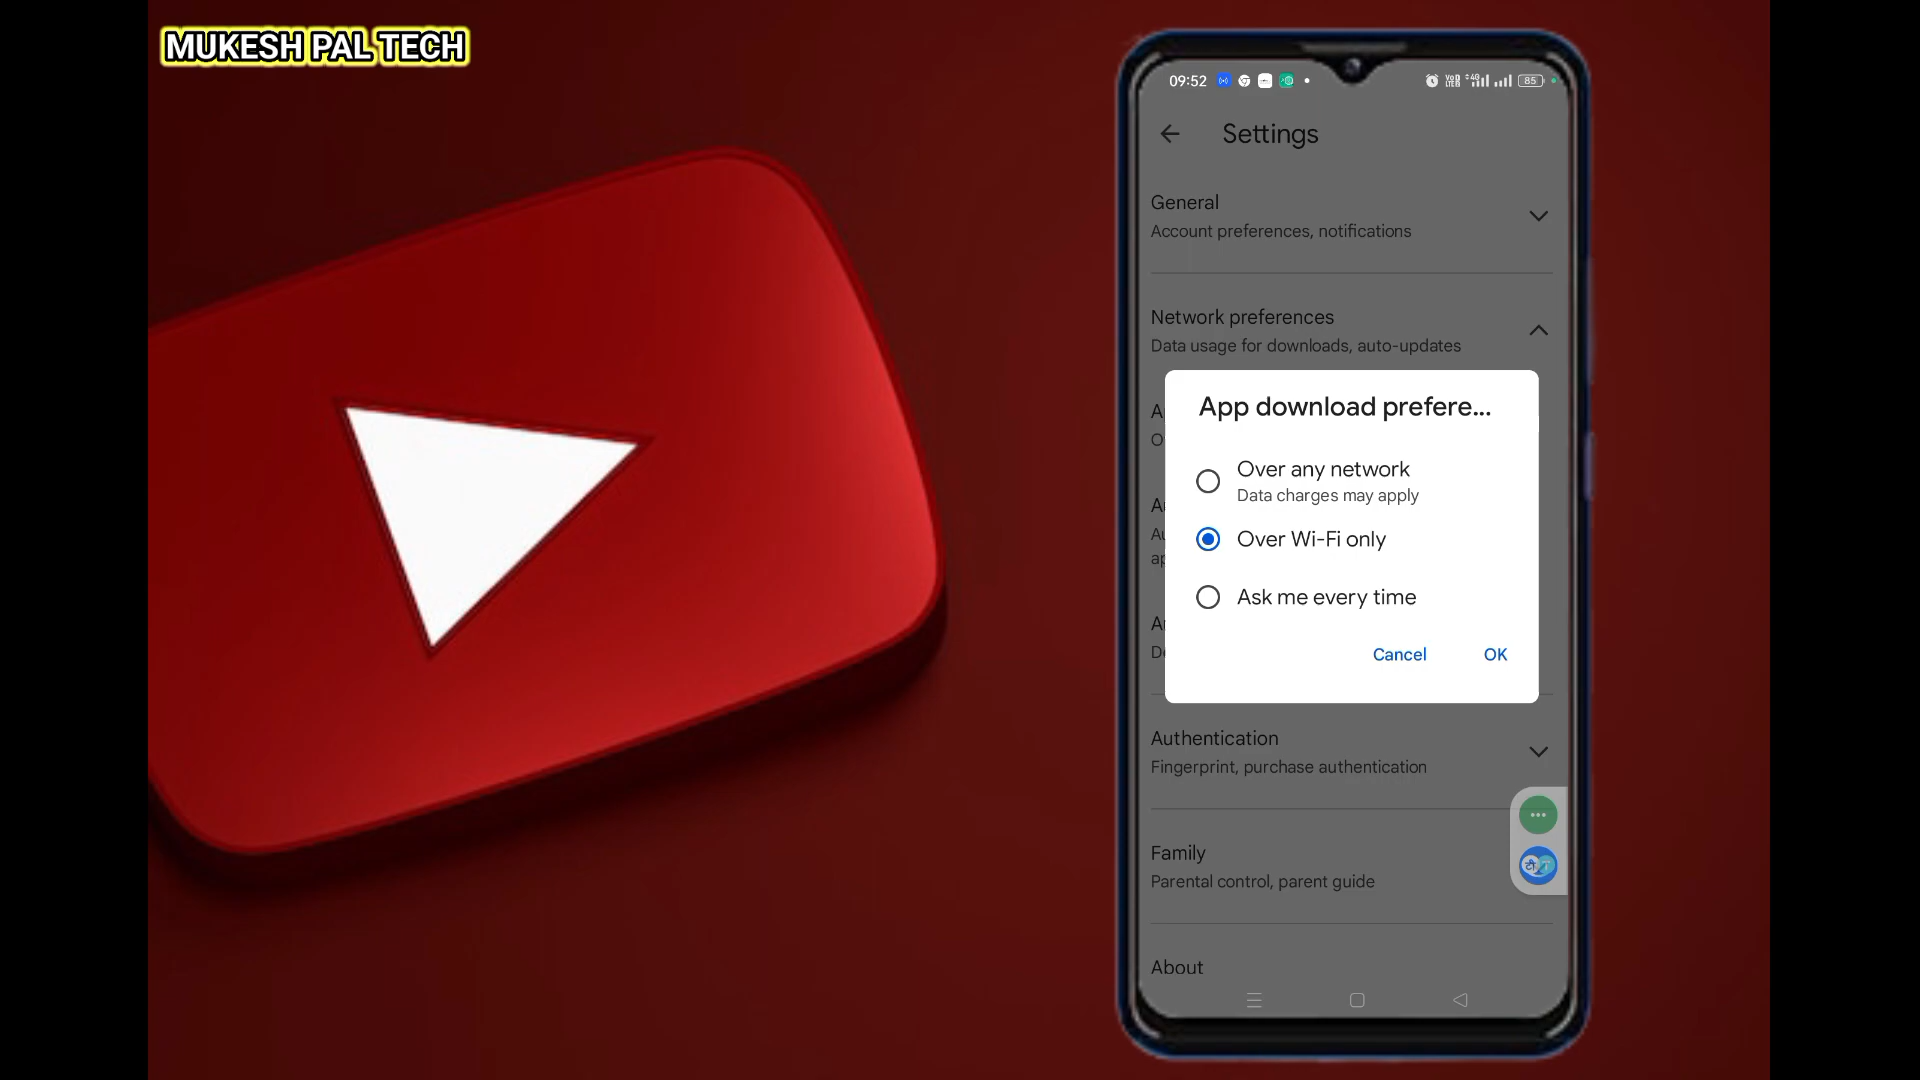 MUKESH PAL TECH
09:52
85
Settings
General
Account preferences, notifications
Network preferences
Data usage for downloads, auto-updates
App download prefere...
Over any network
Data charges may apply
Over Wi-Fi only
Ask me every time
Cancel
OK
Authentication
Fingerprint, purchase authentication
Family
Parental control, parent guide
About